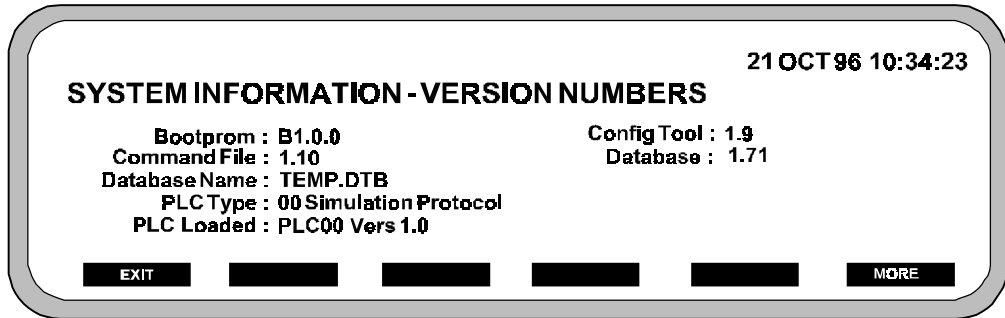 21 OCT 96 10:34:23
SYSTEM INFORMATION - VERSION NUMBERS
Bootprom : B1.0.0 Config Tool : 1.9
Command File : 1.10 Database : 1.71
Database Name : TEMP.DTB
PLC Type : 00 Simulation Protocol
PLC Loaded : PLC00 Vers 1.0
EXIT MORE